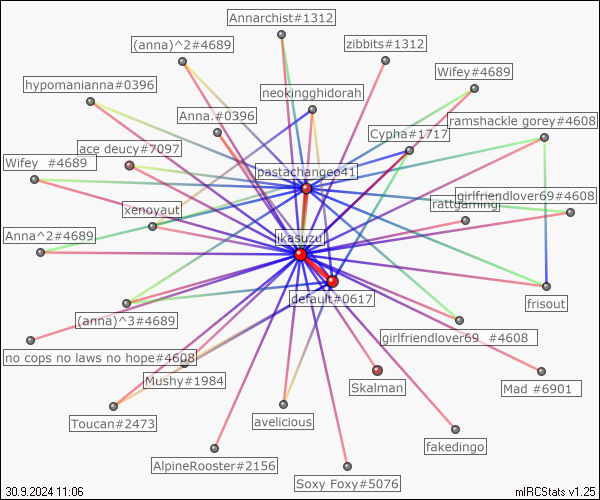 Annarchist#1312
(anna)^2#4689
zibbits#1312
Wifey#4689
hypomanianna#0396
neokingghidorah
Anna.#0396
ramshackle gorey#4608
Cypha#1717
ace deucy#7097
Wifey  #4689
pastachangeo41
girlfriendlover69#4608
rattgaming
xenoyaut
Anna^2#4689
ikasuzu
default#0617
frisout
(anna)^3#4689
girlfriendlover69  #4608
no cops no laws no hope#4608
Mushy#1984
Skalman
Mad #6901
Toucan#2473
avelicious
fakedingo
AlpineRooster#2156
Soxy Foxy#5076
30.9.2024 11:06
mIRCStats v1.25